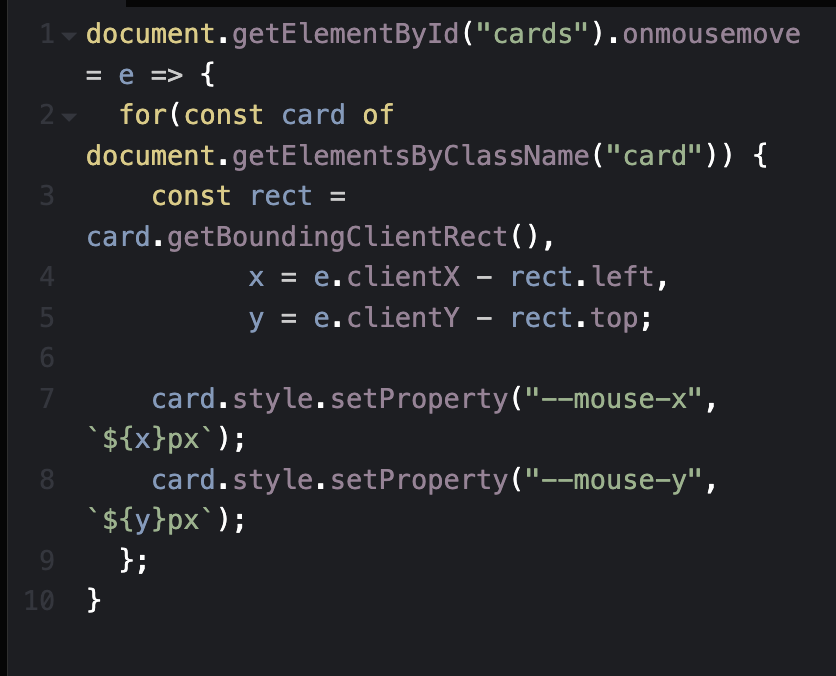 1 document.getElementById("cards").onmousemove
= e => {
2   for(const card of
document.getElementsByClassName("card")) {
3     const rect =
card.getBoundingClientRect(),
4           x = e.clientX - rect.left,
5           y = e.clientY - rect.top;
6
7     card.style.setProperty("--mouse-x",
`${x}px`);
8     card.style.setProperty("--mouse-y",
`${y}px`);
9   };
10 }